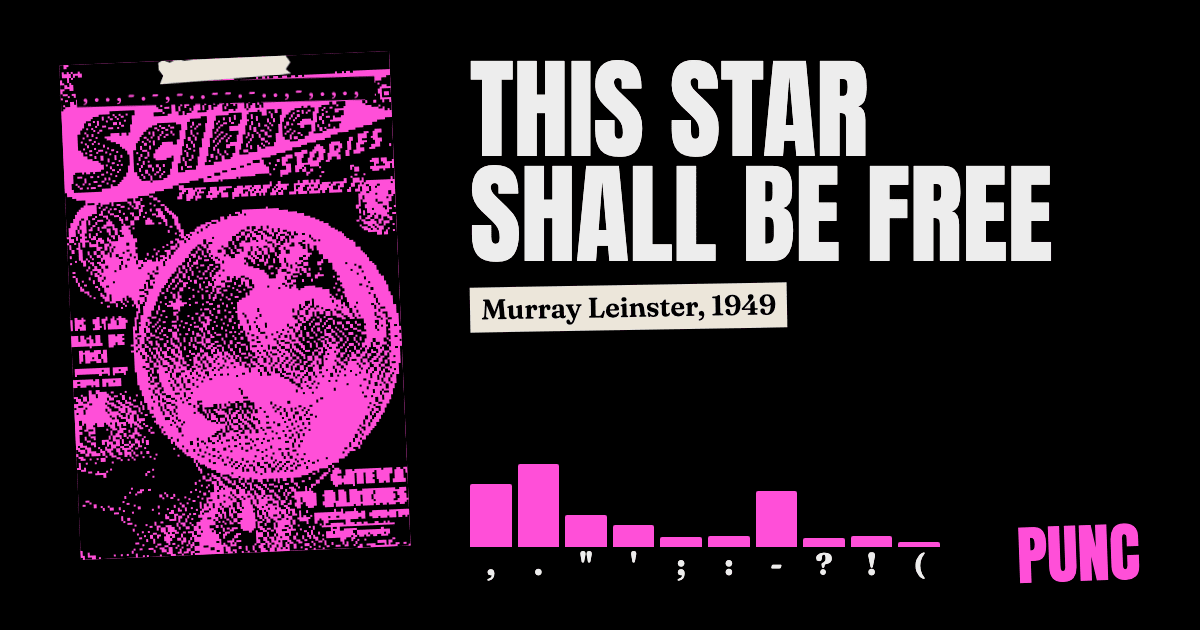 SCIENCE
STORIES
THIS STAR
SHALL BE FREE
Murray Leinster, 1949
, . " ' ; : - ? ! (
PUNC